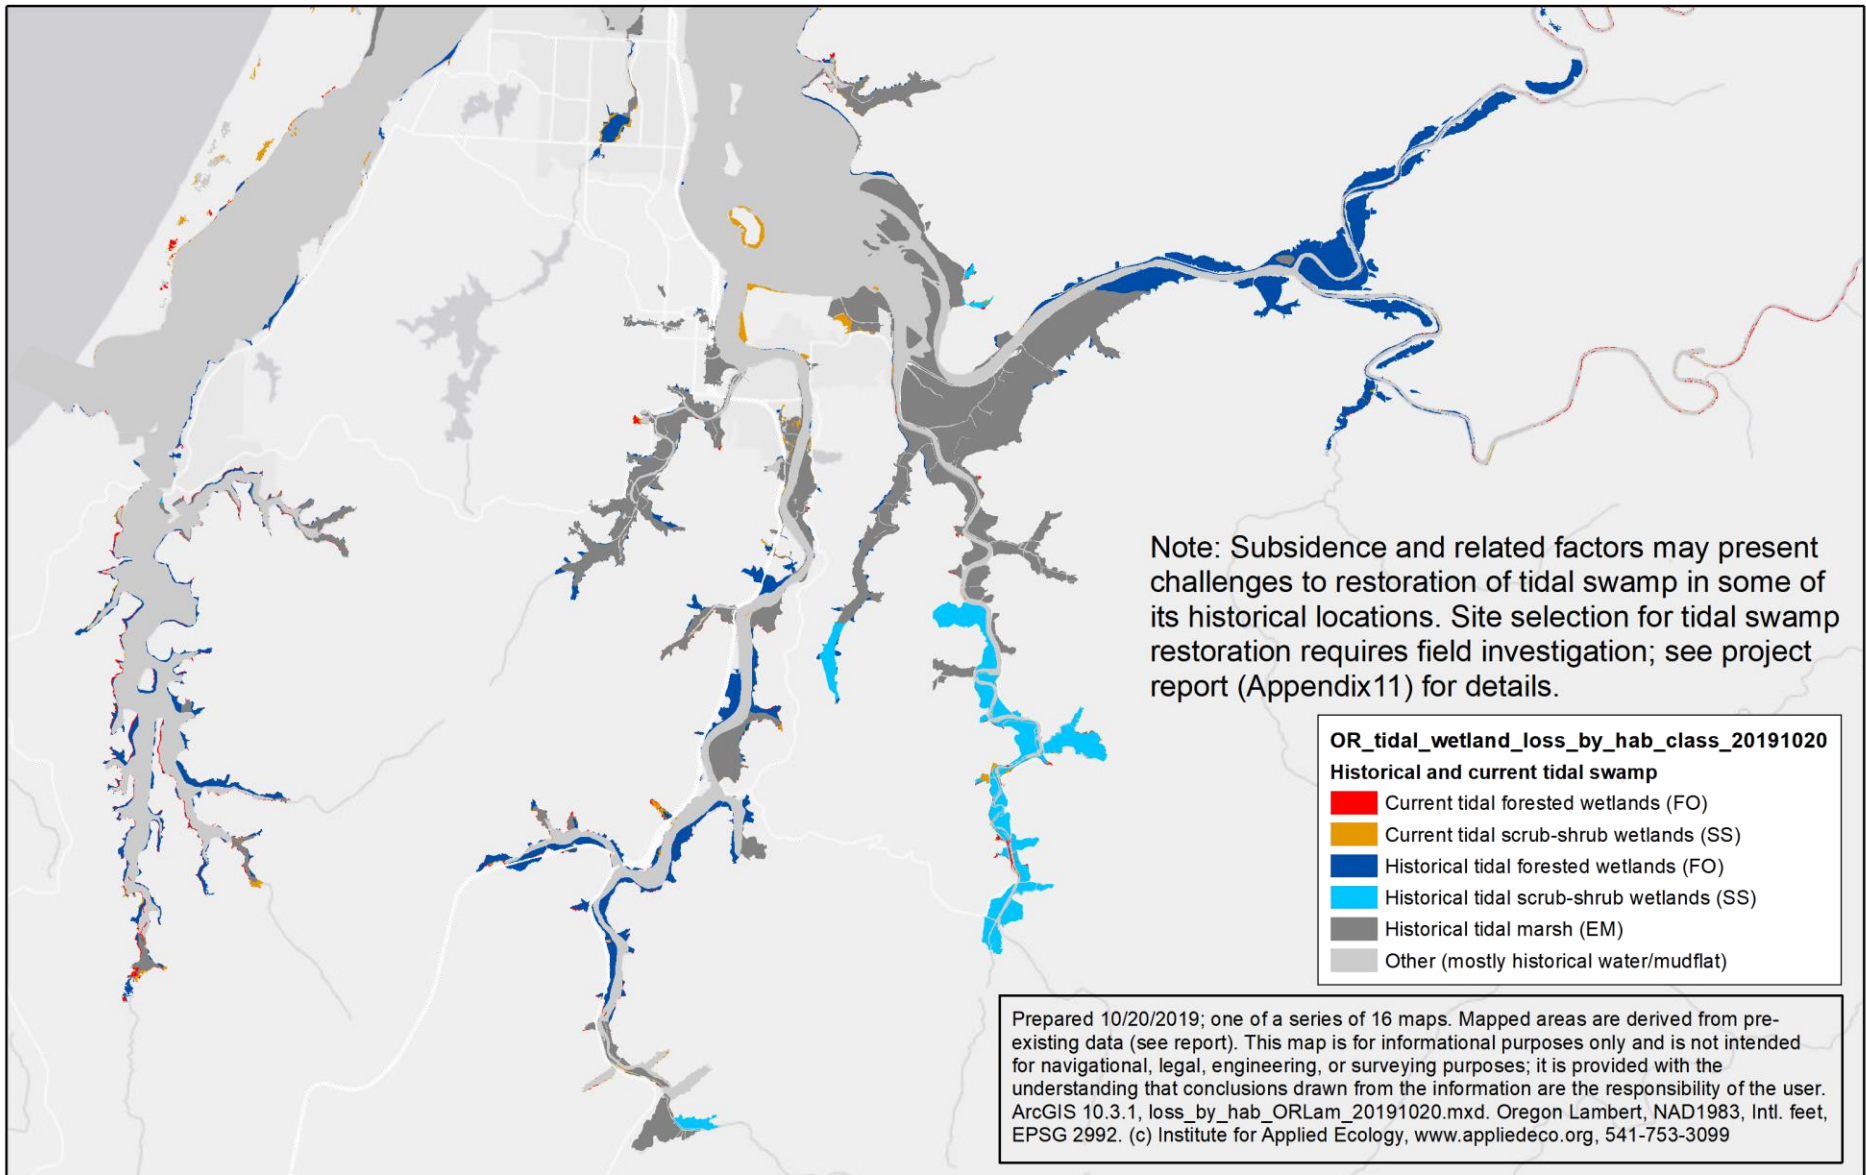 Note: Subsidence and related factors may present
challenges to restoration of tidal swamp in some of
its historical locations. Site selection for tidal swamp
restoration requires field investigation; see project
report (Appendix11) for details.
OR_tidal_wetland_loss_by_hab_class_20191020
Historical and current tidal swamp
Current tidal forested wetlands (FO)
Current tidal scrub-shrub wetlands (SS)
Historical tidal forested wetlands (FO)
Historical tidal scrub-shrub wetlands (SS)
Historical tidal marsh (EM)
Other (mostly historical water/mudflat)
Prepared 10/20/2019; one of a series of 16 maps. Mapped areas are derived from pre-
existing data (see report). This map is for informational purposes only and is not intended
for navigational, legal, engineering, or surveying purposes; it is provided with the
understanding that conclusions drawn from the information are the responsibility of the user.
ArcGIS 10.3.1, loss_by_hab_ORLam_20191020.mxd. Oregon Lambert, NAD1983, Intl. feet,
EPSG 2992. (c) Institute for Applied Ecology, www.appliedeco.org, 541-753-3099